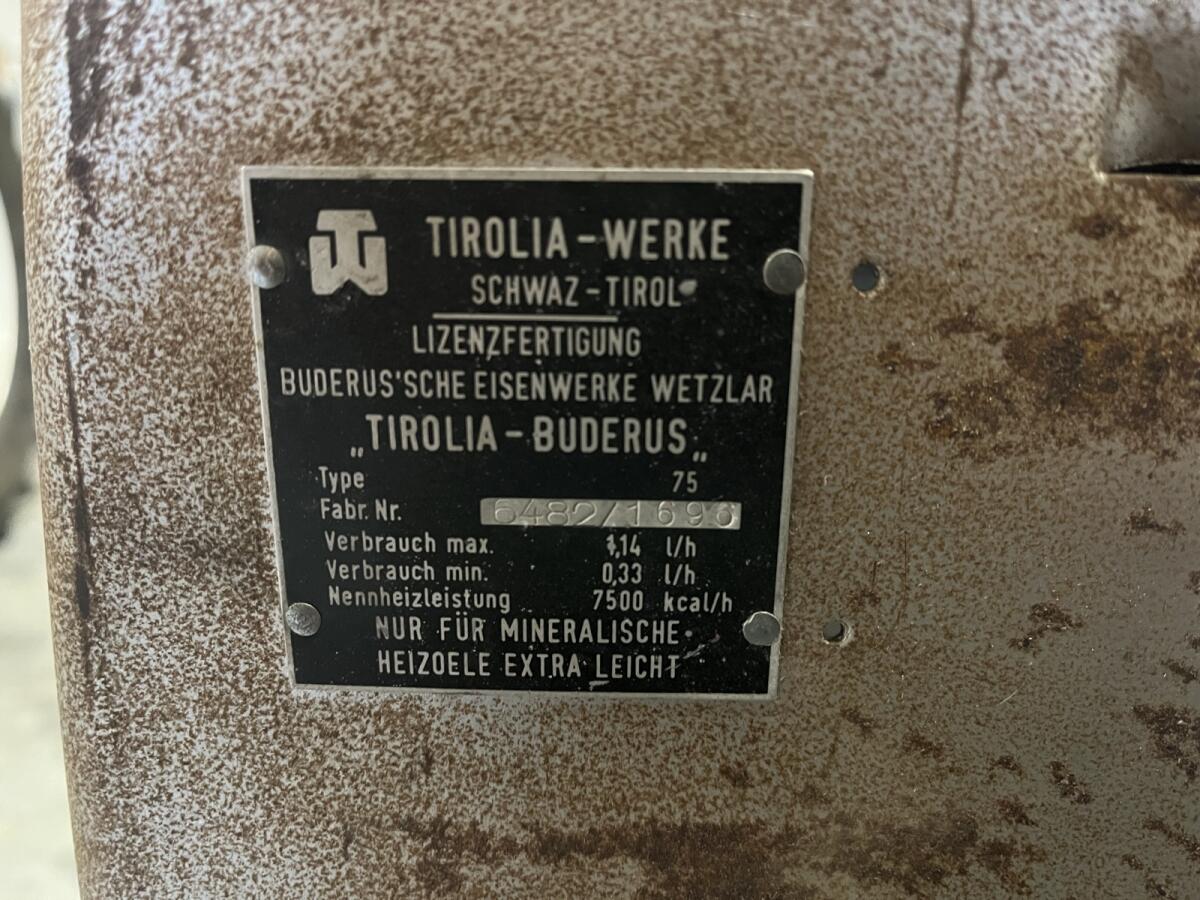 TW
TIROLIA-WERKE
SCHWAZ-TIROL
LIZENZFERTIGUNG
BUDERUS'SCHE EISENWERKE WETZLAR
„TIROLIA-BUDERUS„
Type 75
Fabr. Nr. 6482/1696
Verbrauch max. 1,14 l/h
Verbrauch min. 0,33 l/h
Nennheizleistung 7500 kcal/h
NUR FÜR MINERALISCHE
HEIZOELE EXTRA LEICHT